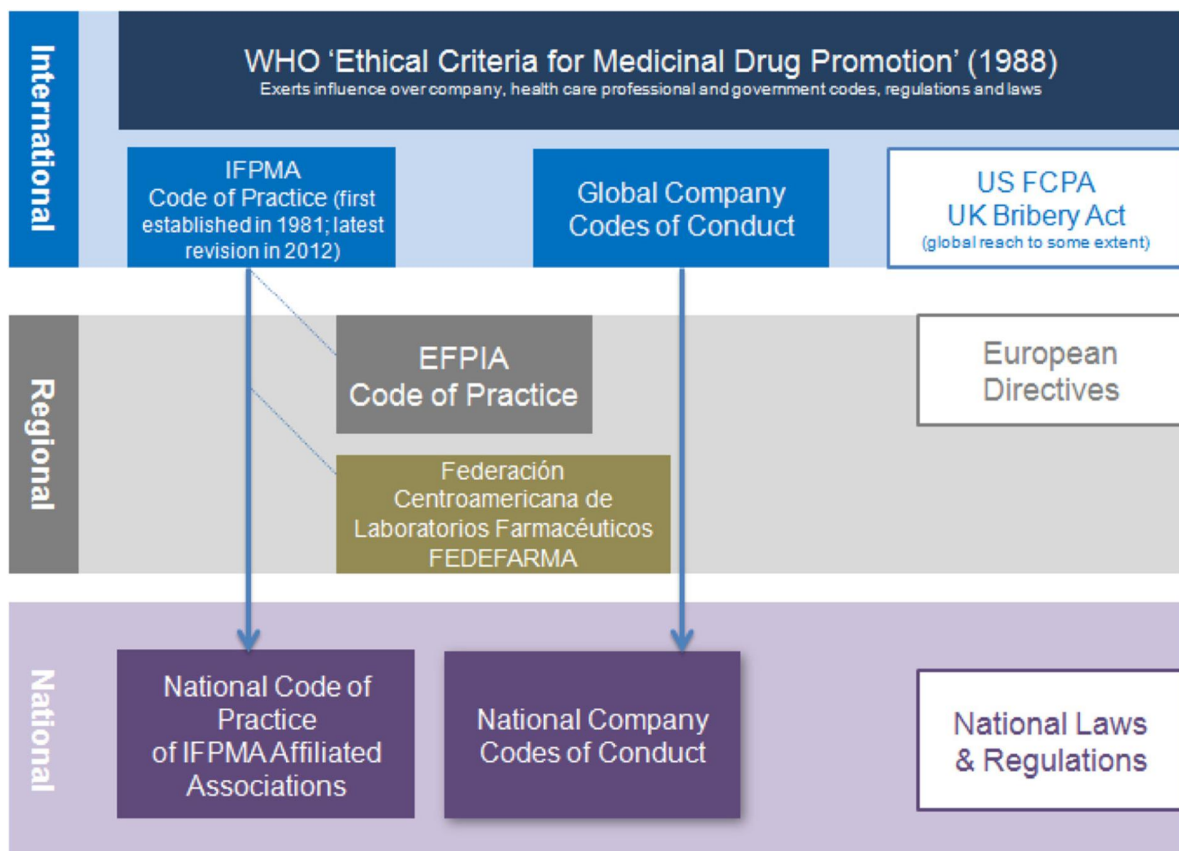 International
WHO ‘Ethical Criteria for Medicinal Drug Promotion’ (1988)
Exerts influence over company, health care professional and government codes, regulations and laws
IFPMA
Code of Practice (first
established in 1981; latest
revision in 2012)
Global Company
Codes of Conduct
US FCPA
UK Bribery Act
(global reach to some extent)
Regional
EFPIA
Code of Practice
European
Directives
Federación
Centroamericana de
Laboratorios Farmacéuticos
FEDEFARMA
National
National Code of
Practice
of IFPMA Affiliated
Associations
National Company
Codes of Conduct
National Laws
& Regulations